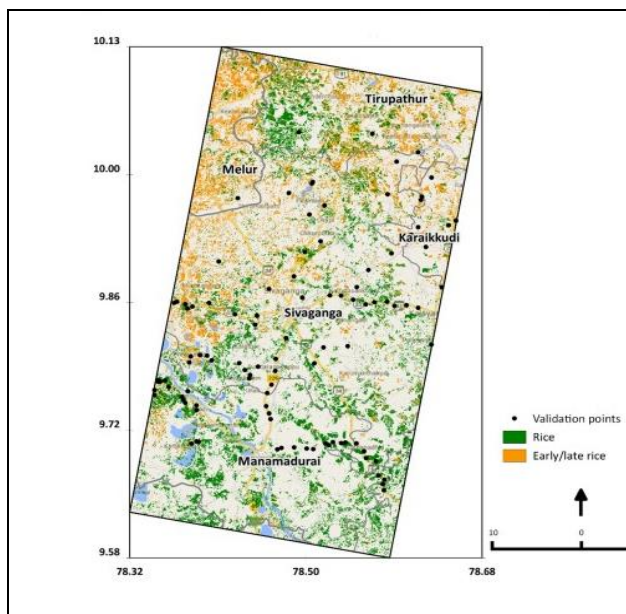 10.13
Tirupathur
10.00
Melur
Karaikkudi
9.86
Sivaganga
Validation points
9.72
Rice
Early/late rice
Manamadurai
10
0
9.58
78.32
78.50
78.68